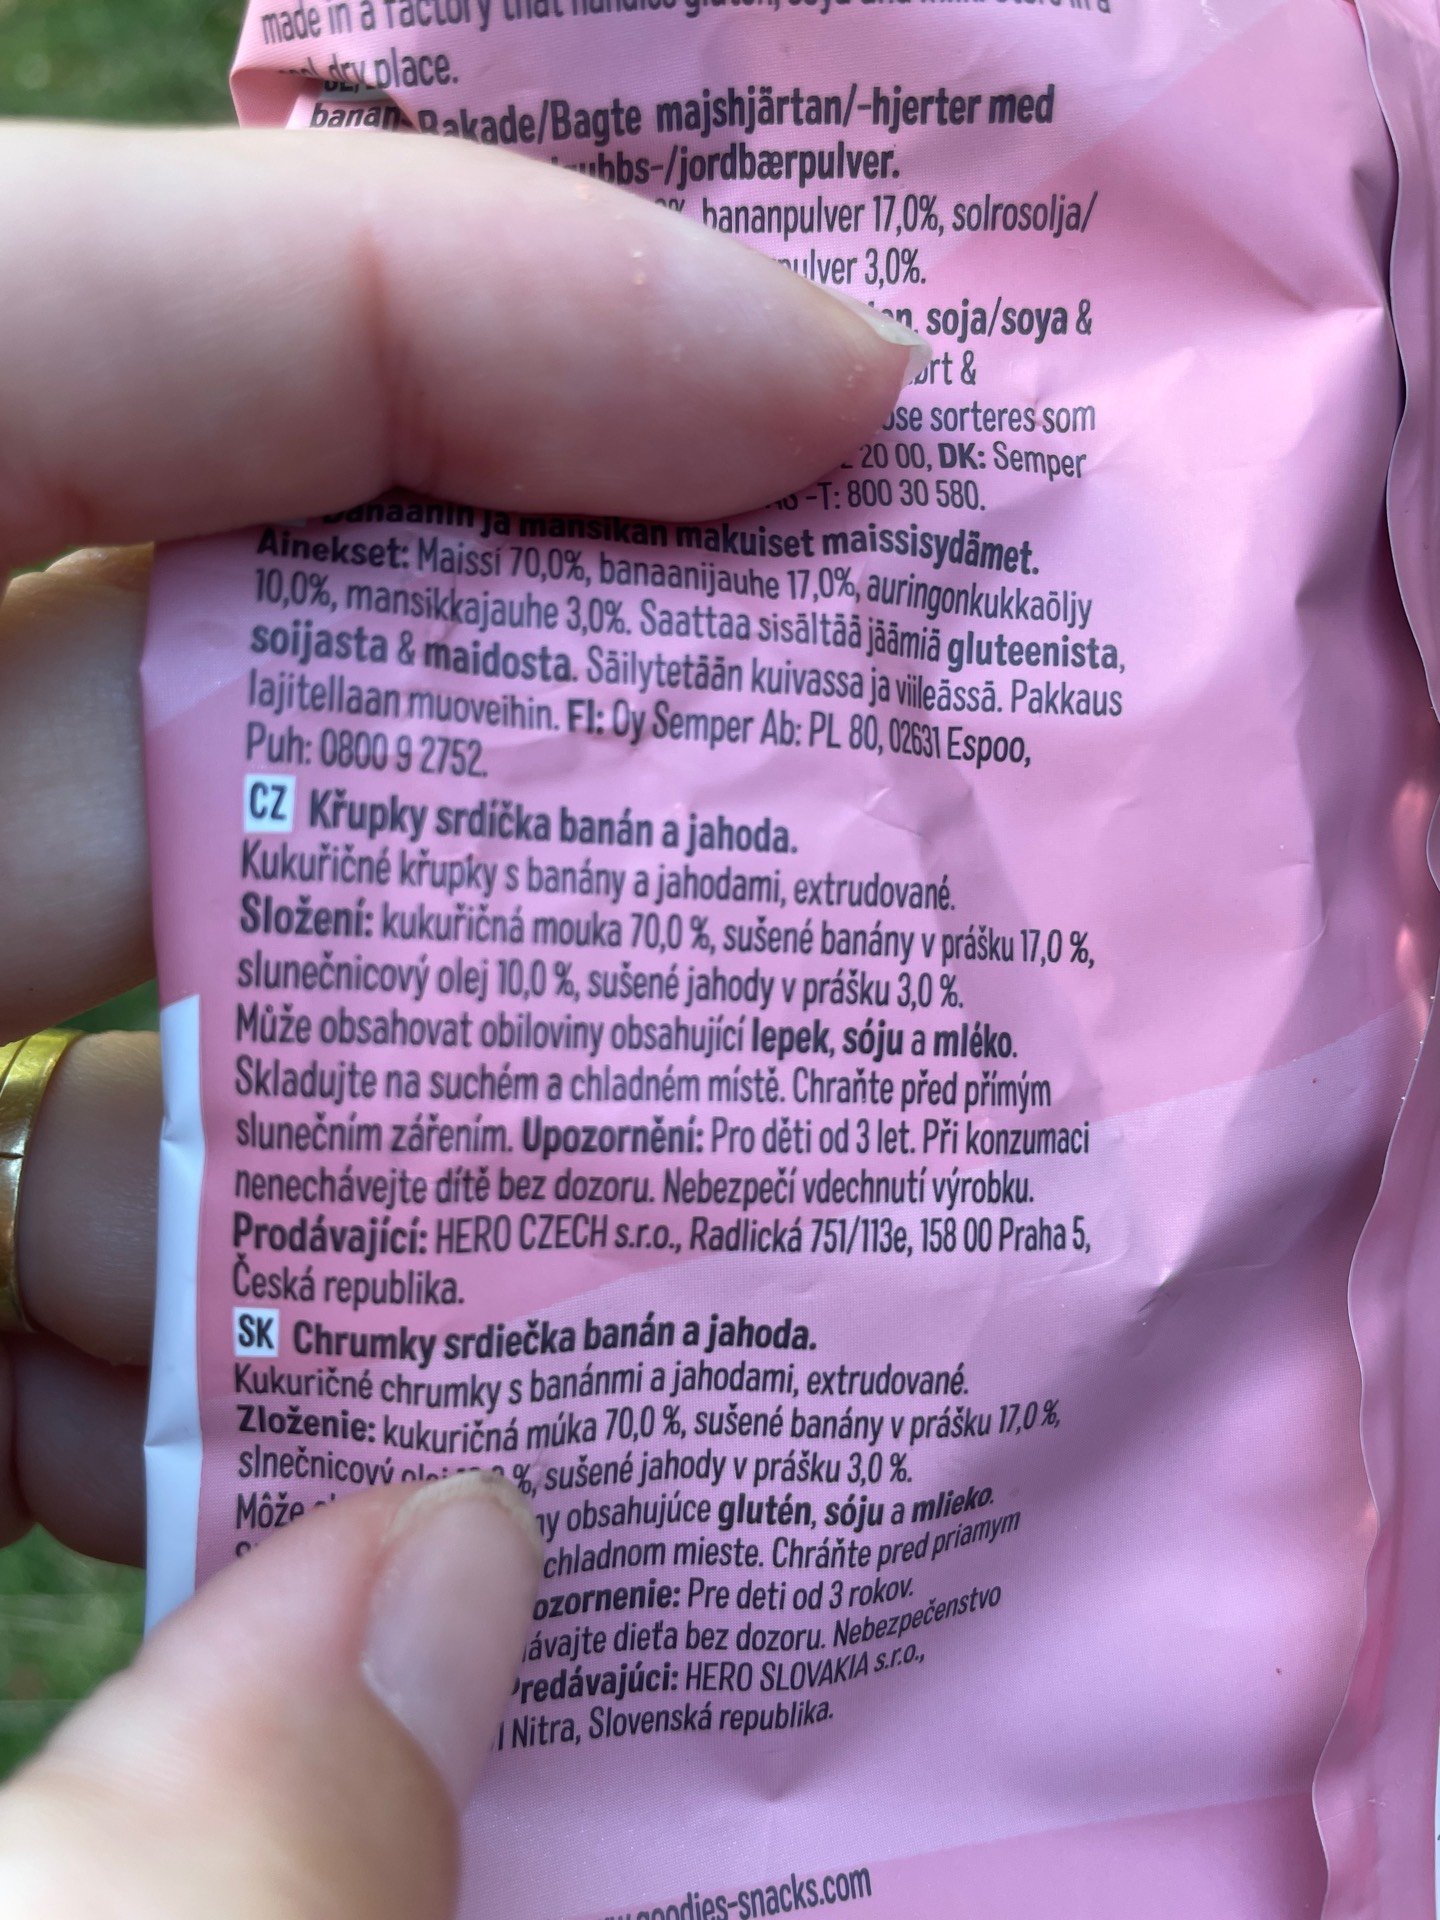 made in a factory that handles gluten, soya and milk. Store in a
dry place.
banan- Bakade/Bagte majshjärtan/-hjerter med
-/jordbærpulver.
bananpulver 17,0%, solrosolja/
3,0%.
soja/soya &
&
sorteres som
20 00, DK: Semper
-T: 800 30 580.
Banaanin ja mansikan makuiset maissisydämet.
Ainekset: Maissi 70,0%, banaanijauhe 17,0%, auringonkukkaöljy
10,0%, mansikkajauhe 3,0%. Saattaa sisältää jäämiä gluteenista,
soijasta & maidosta. Säilytetään kuivassa ja viileässä. Pakkaus
lajitellaan muoveihin. FI: Oy Semper Ab: PL 80, 02631 Espoo,
Puh: 0800 9 2752.
CZ Křupky srdíčka banán a jahoda.
Kukuřičné křupky s banány a jahodami, extrudované.
Složení: kukuřičná mouka 70,0 %, sušené banány v prášku 17,0 %,
slunečnicový olej 10,0 %, sušené jahody v prášku 3,0 %.
Může obsahovat obiloviny obsahující lepek, sóju a mléko.
Skladujte na suchém a chladném místě. Chraňte před přímým
slunečním zářením. Upozornění: Pro děti od 3 let. Při konzumaci
nenechávejte dítě bez dozoru. Nebezpečí vdechnutí výrobku.
Prodávající: HERO CZECH s.r.o., Radlická 751/113e, 158 00 Praha 5,
Česká republika.
SK Chrumky srdiečka banán a jahoda.
Kukuričné chrumky s banánmi a jahodami, extrudované.
Zloženie: kukuričná múka 70,0 %, sušené banány v prášku 17,0 %,
slnečnicový %, sušené jahody v prášku 3,0 %.
Môže obsahujúce glutén, sóju a mlieko.
chladnom mieste. Chráňte pred priamym
ozornenie: Pre deti od 3 rokov.
ávajte dieťa bez dozoru. Nebezpečenstvo
redávajúci: HERO SLOVAKIA s.r.o.,
Nitra, Slovenská republika.
goodies-snacks.com